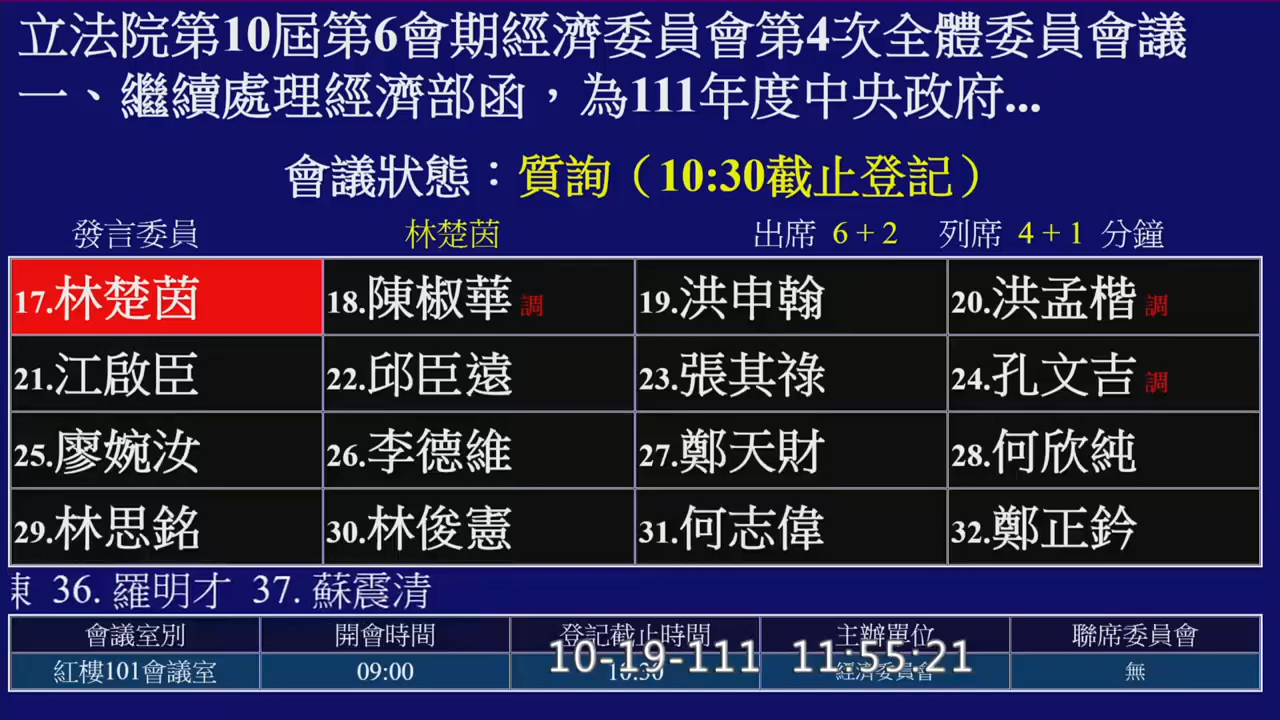 立法院第10屆第6會期經濟委員會第4次全體委員會議
一、繼續處理經濟部函，為111年度中央政府...
會議狀態：質詢（10:30截止登記）
發言委員 林楚茵 出席 6 + 2 列席 4 + 1 分鐘
17.林楚茵 18.陳椒華 調 19.洪申翰 20.洪孟楷 調
21.江啟臣 22.邱臣遠 23.張其祿 24.孔文吉 調
25.廖婉汝 26.李德維 27.鄭天財 28.何欣純
29.林思銘 30.林俊憲 31.何志偉 32.鄭正鈐
36. 羅明才 37. 蘇震清
會議室別 開會時間 登記截止時間 主辦單位 聯席委員會
10-19-111 11:55:21
紅樓101會議室 09:00 10:30 經濟委員會 無